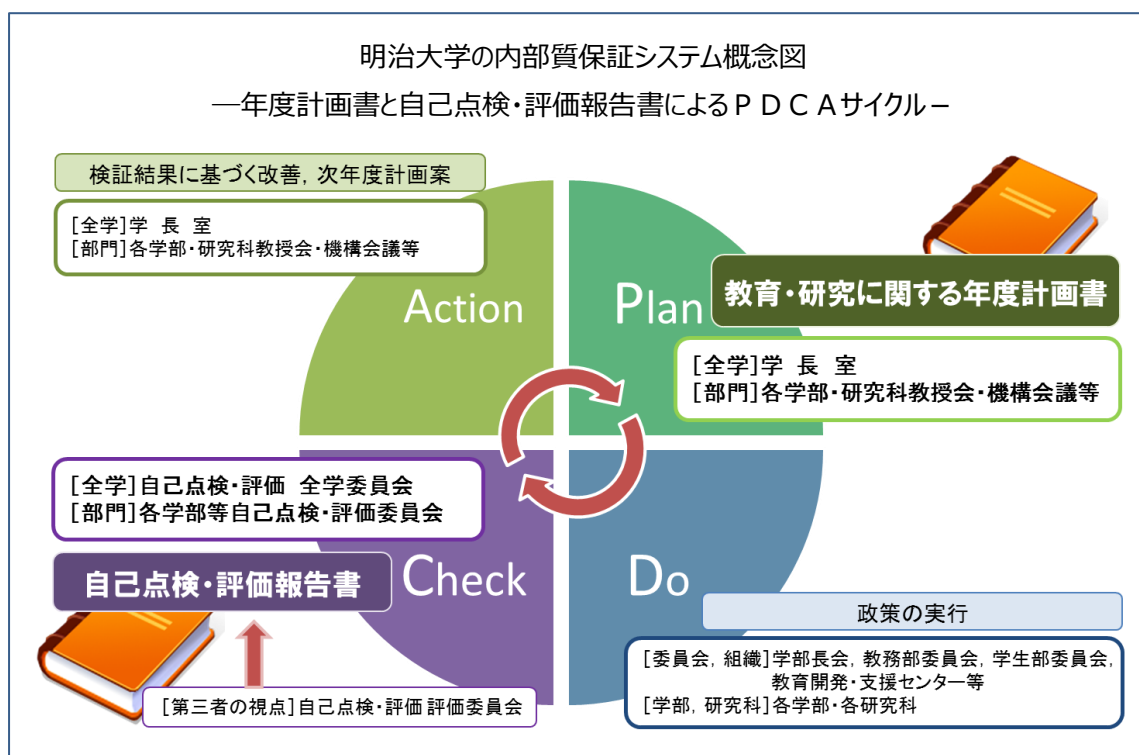 明治大学の内部質保証システム概念図
―年度計画書と自己点検・評価報告書によるＰＤＣＡサイクル－
検証結果に基づく改善，次年度計画案
[全学]学　長　室
[部門]各学部・研究科教授会・機構会議等
Action
Plan
教育・研究に関する年度計画書
[全学]学　長　室
[部門]各学部・研究科教授会・機構会議等
[全学]自己点検・評価 全学委員会
[部門]各学部等自己点検・評価委員会
自己点検・評価報告書
Check
[第三者の視点]自己点検・評価 評価委員会
Do
政策の実行
[委員会，組織]学部長会，教務部委員会，学生部委員会，
教育開発・支援センター等
[学部，研究科]各学部・各研究科